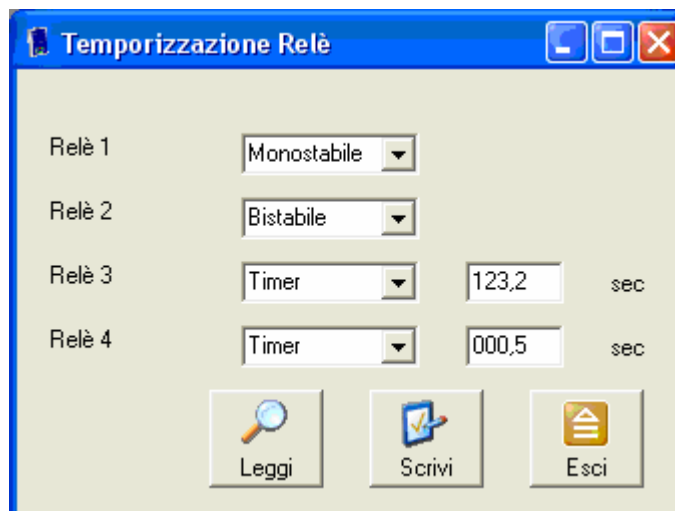 Temporizzazione Relè
Relè 1 Monostabile
Relè 2 Bistabile
Relè 3 Timer 123,2 sec
Relè 4 Timer 000,5 sec
Leggi Scrivi Esci